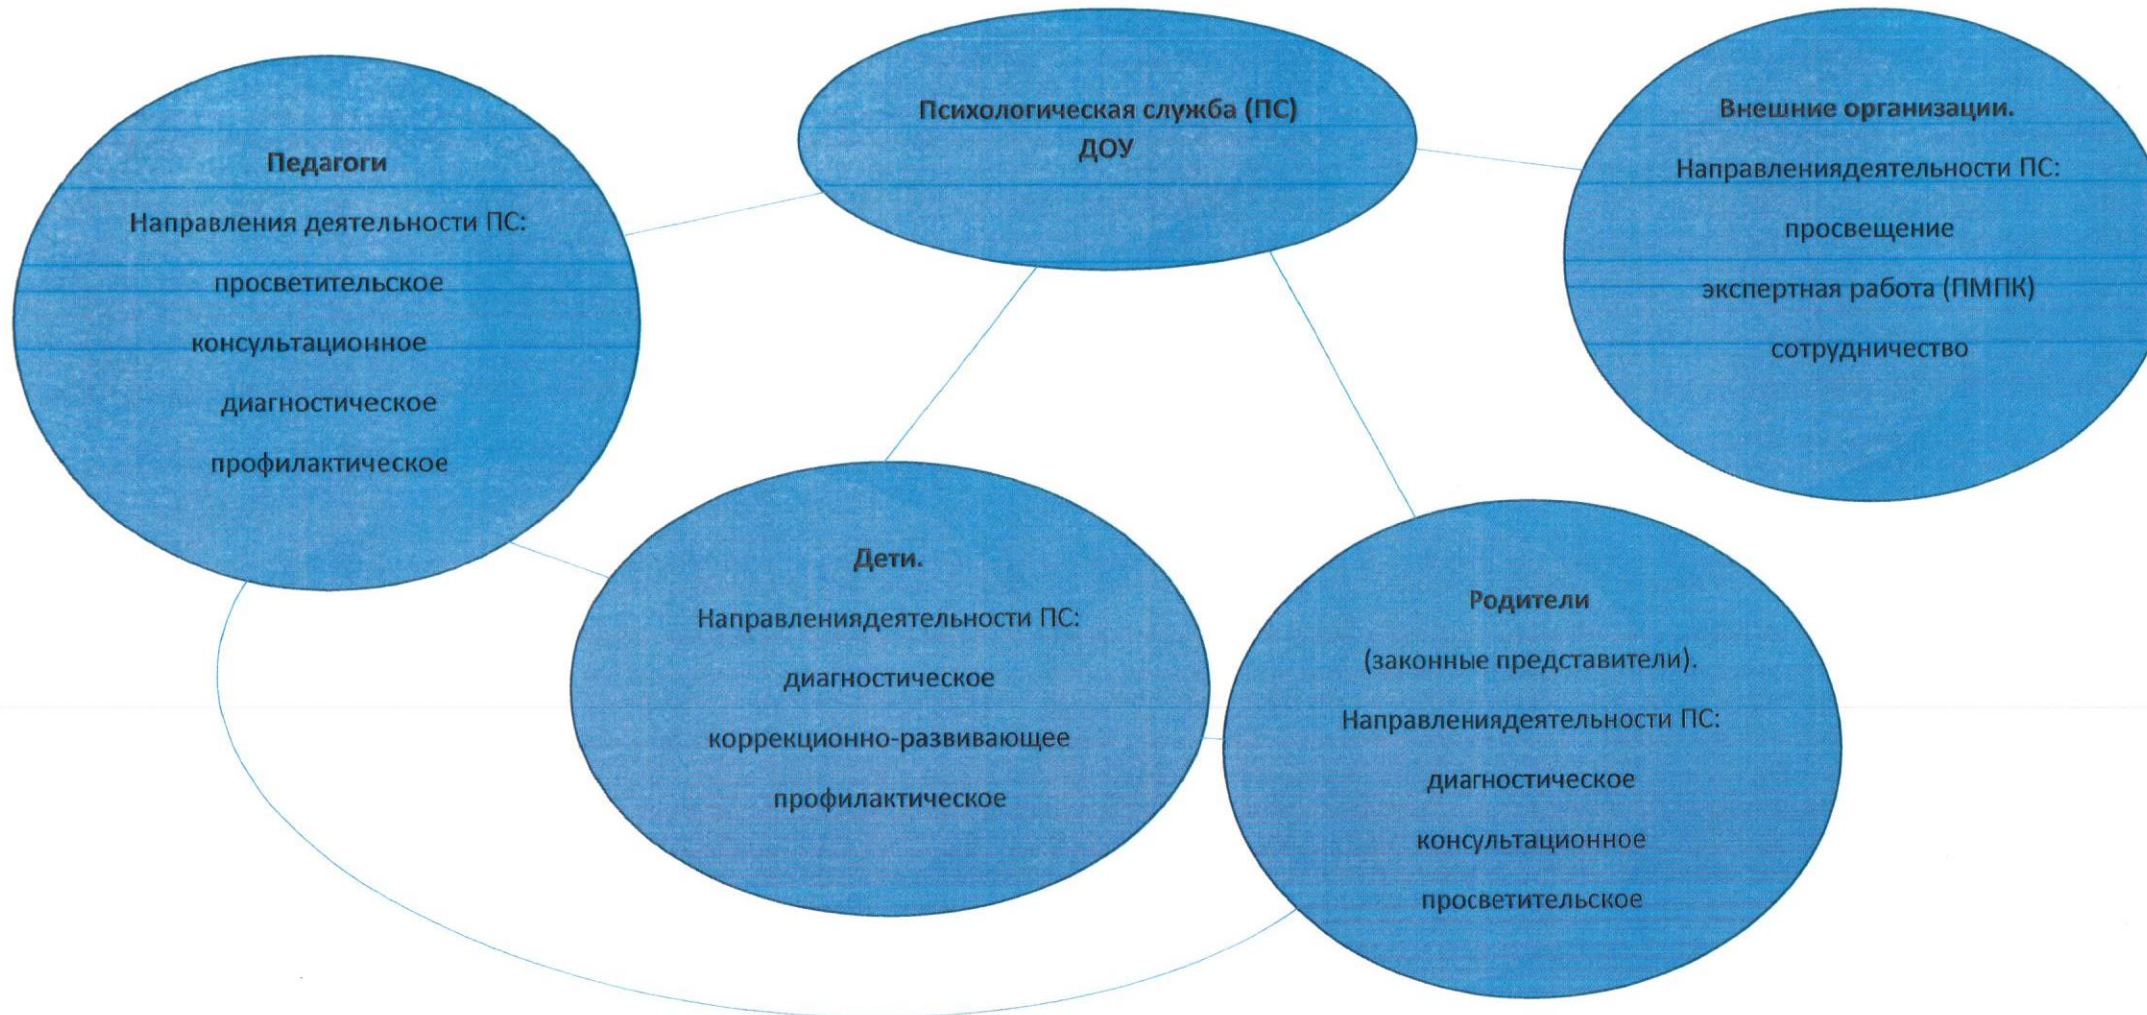 Психологическая служба (ПС)
ДОУ
Педагоги
Направления деятельности ПС:
просветительское
консультационное
диагностическое
профилактическое
Внешние организации.
Направлениядеятельности ПС:
просвещение
экспертная работа (ПМПК)
сотрудничество
Дети.
Направлениядеятельности ПС:
диагностическое
коррекционно-развивающее
профилактическое
Родители
(законные представители).
Направлениядеятельности ПС:
диагностическое
консультационное
просветительское